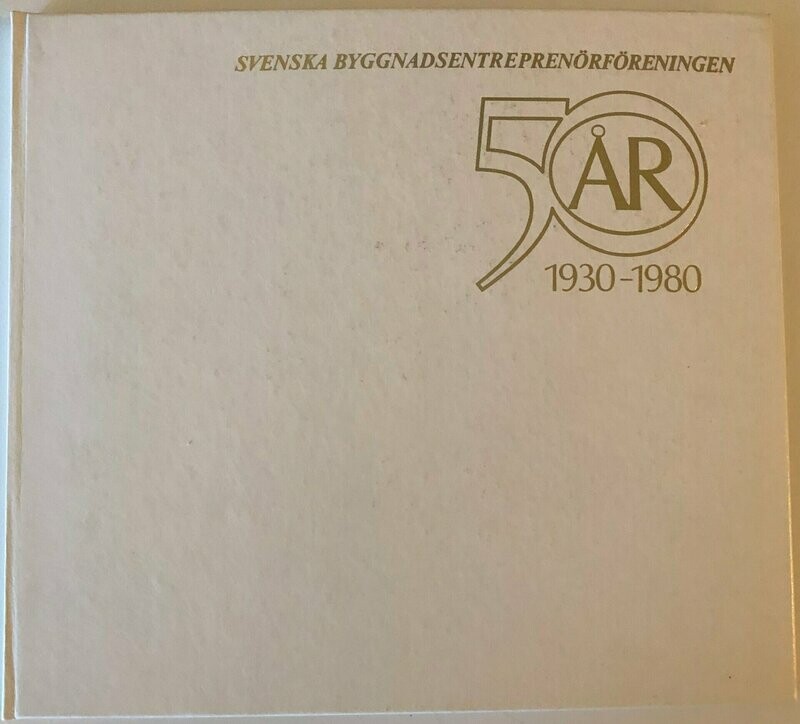 SVENSKA BYGGNADSENTREPRENÖRFÖRENINGEN
50 ÅR
1930-1980